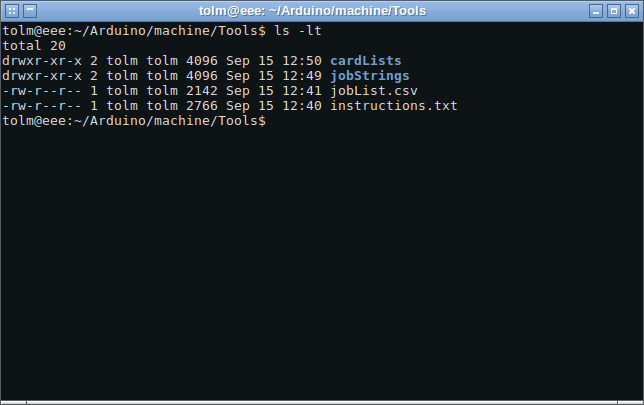 tolm@eee: ~/Arduino/machine/Tools
tolm@eee:~/Arduino/machine/Tools$ ls -lt
total 20
drwxr-xr-x 2 tolm tolm 4096 Sep 15 12:50 cardLists
drwxr-xr-x 2 tolm tolm 4096 Sep 15 12:49 jobStrings
-rw-r--r-- 1 tolm tolm 2142 Sep 15 12:41 jobList.csv
-rw-r--r-- 1 tolm tolm 2766 Sep 15 12:40 instructions.txt
tolm@eee:~/Arduino/machine/Tools$